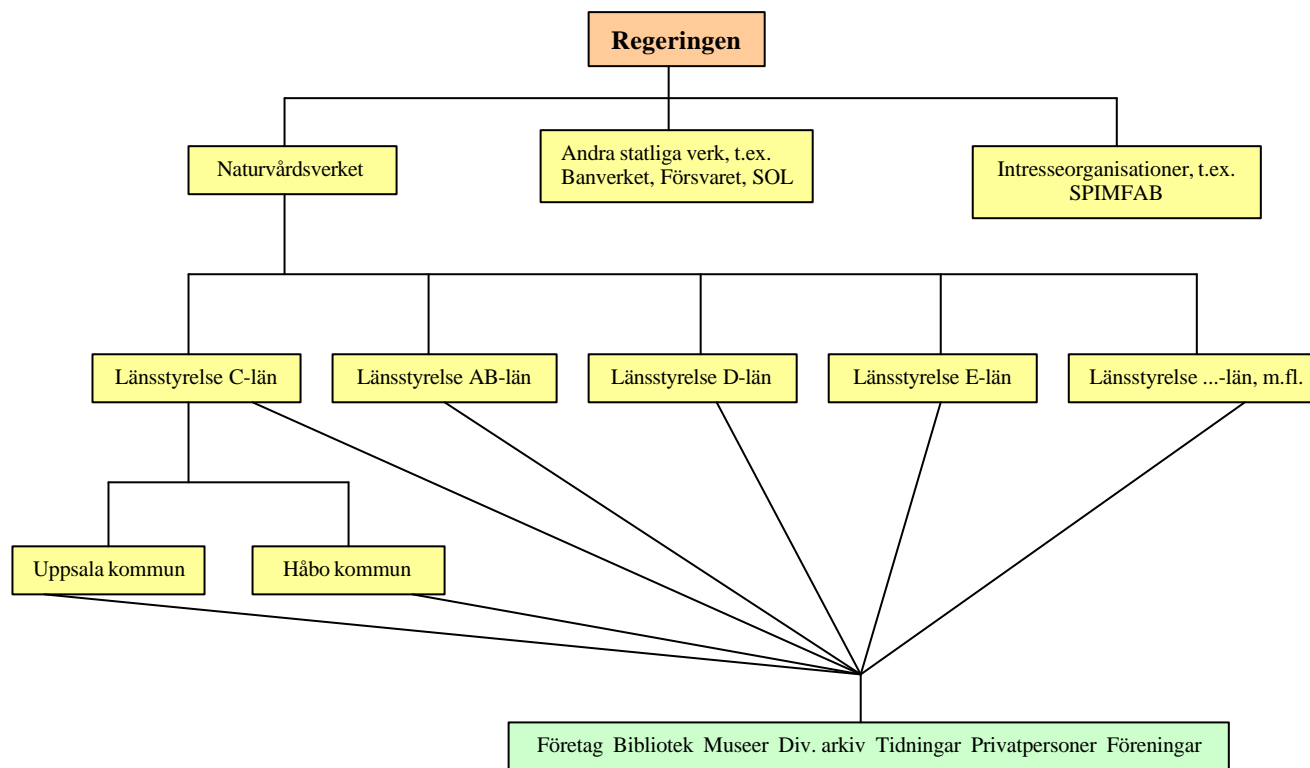 Regeringen
Naturvårdsverket
Andra statliga verk, t.ex.
Banverket, Försvaret, SOL
Intresseorganisationer, t.ex.
SPIMFAB
Länsstyrelse C-län
Länsstyrelse AB-län
Länsstyrelse D-län
Länsstyrelse E-län
Länsstyrelse ...-län, m.fl.
Uppsala kommun
Håbo kommun
Företag Bibliotek Museer Div. arkiv Tidningar Privatpersoner Föreningar